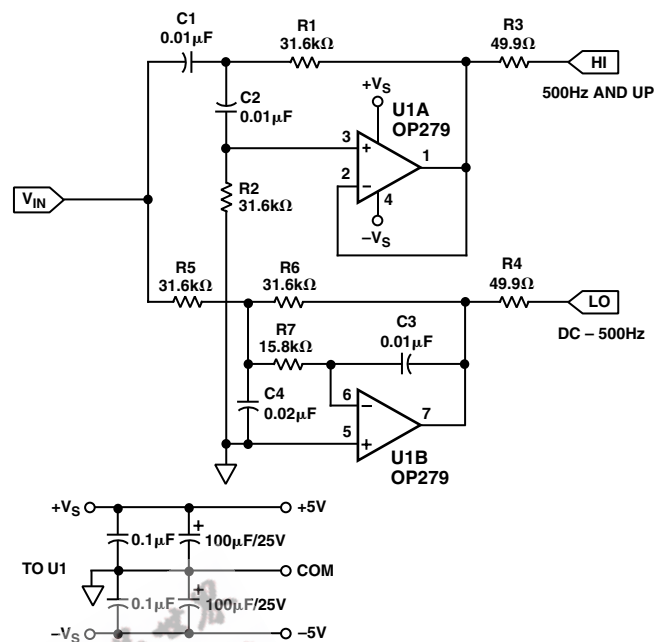 C1
0.01μF
R1
31.6kΩ
R3
49.9Ω
HI
500Hz AND UP
C2
0.01μF
+VS
U1A
OP279
3
+
1
2
−
4
−VS
R2
31.6kΩ
VIN
R5
31.6kΩ
R6
31.6kΩ
R4
49.9Ω
LO
DC – 500Hz
R7
15.8kΩ
C3
0.01μF
C4
0.02μF
6
−
7
5
+
U1B
OP279
+VS
+5V
0.1μF
+
100μF/25V
TO U1
COM
0.1μF
+
100μF/25V
−VS
–5V